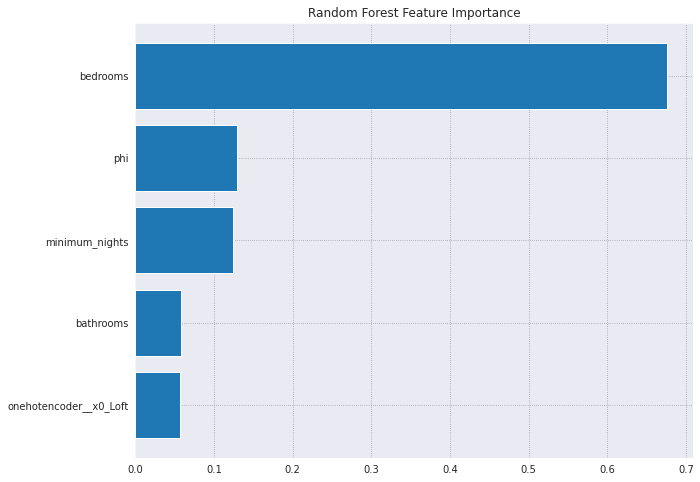 Random Forest Feature Importance
bedrooms
phi
minimum_nights
bathrooms
onehotencoder__x0_Loft
0.0 0.1 0.2 0.3 0.4 0.5 0.6 0.7